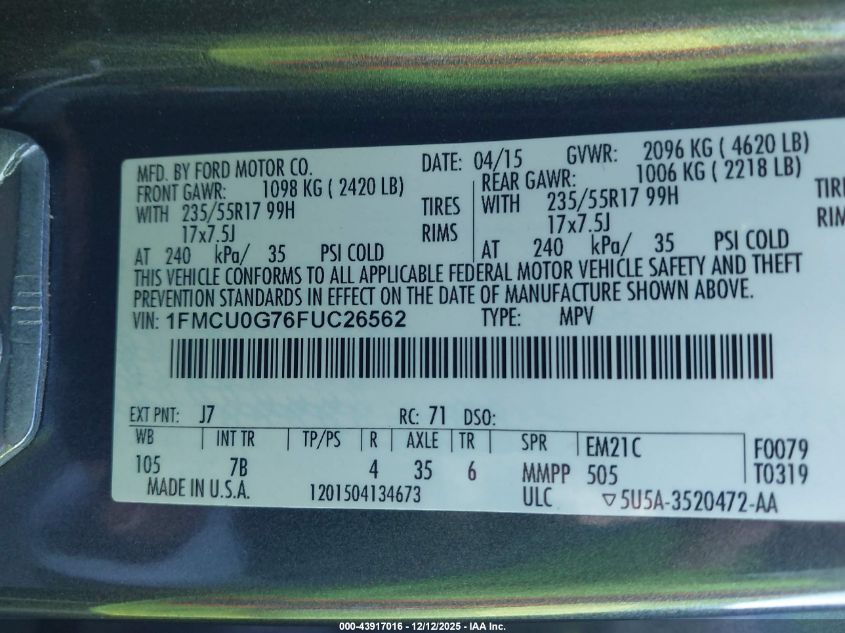 MFD. BY FORD MOTOR CO. DATE: 04/15 GVWR: 2096 KG ( 4620 LB)
FRONT GAWR: 1098 KG ( 2420 LB) REAR GAWR: 1006 KG ( 2218 LB)
WITH 235/55R17 99H TIRES WITH 235/55R17 99H TIRE
17x7.5J RIMS 17x7.5J RIM
AT 240 kPa/ 35 PSI COLD AT 240 kPa/ 35 PSI COLD
THIS VEHICLE CONFORMS TO ALL APPLICABLE FEDERAL MOTOR VEHICLE SAFETY AND THEFT
PREVENTION STANDARDS IN EFFECT ON THE DATE OF MANUFACTURE SHOWN ABOVE.
VIN: 1FMCU0G76FUC26562 TYPE: MPV
EXT PNT: J7 RC: 71 DSO:
WB INT TR TP/PS R AXLE TR SPR EM21C F0079
105 7B 4 35 6 MMPP 505 T0319
MADE IN U.S.A. 1201504134673 ULC ▽5U5A-3520472-AA
000-43917016 - 12/12/2025 - IAA Inc.